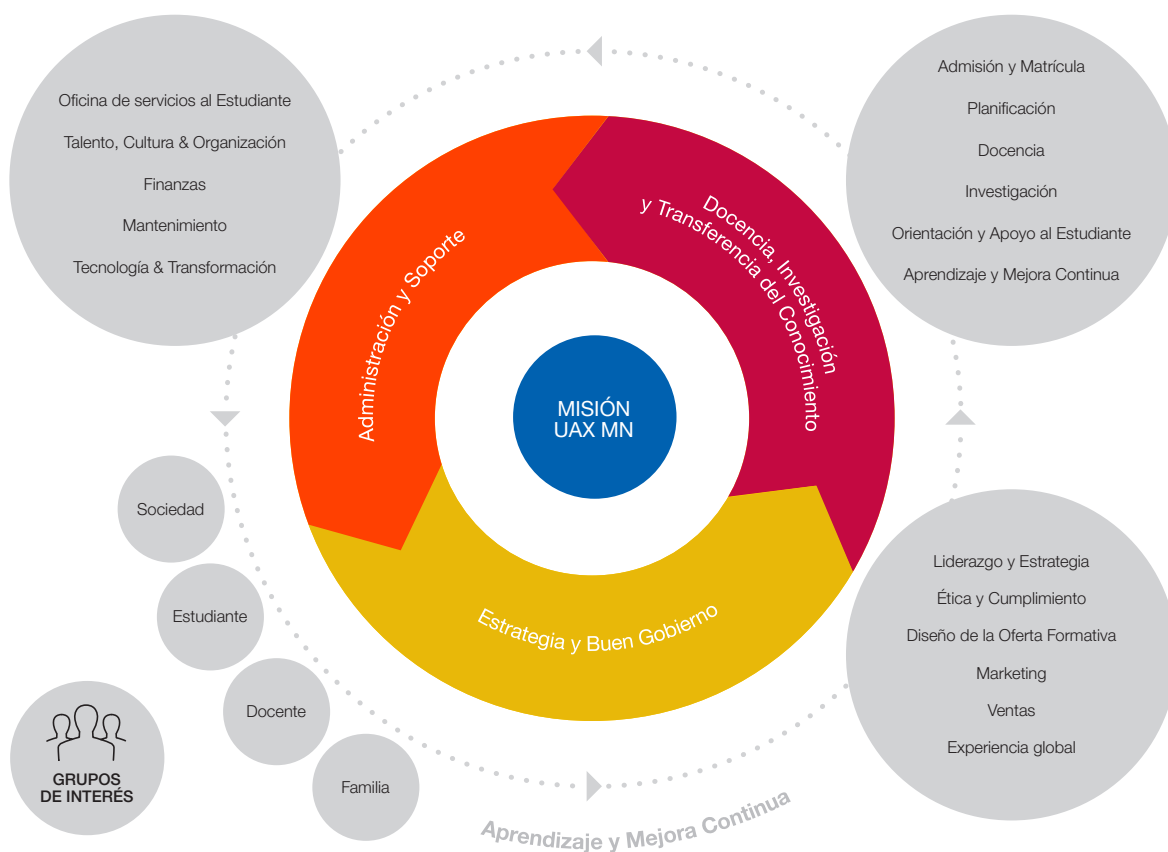 Oficina de servicios al Estudiante
Talento, Cultura & Organización
Finanzas
Mantenimiento
Tecnología & Transformación
Admisión y Matrícula
Planificación
Docencia
Investigación
Orientación y Apoyo al Estudiante
Aprendizaje y Mejora Continua
Administración y Soporte
Docencia, Investigación
y Transferencia del Conocimiento
MISIÓN
UAX MN
Estrategia y Buen Gobierno
Liderazgo y Estrategia
Ética y Cumplimiento
Diseño de la Oferta Formativa
Marketing
Ventas
Experiencia global
Sociedad
Estudiante
Docente
Familia
GRUPOS
DE INTERÉS
Aprendizaje y Mejora Continua